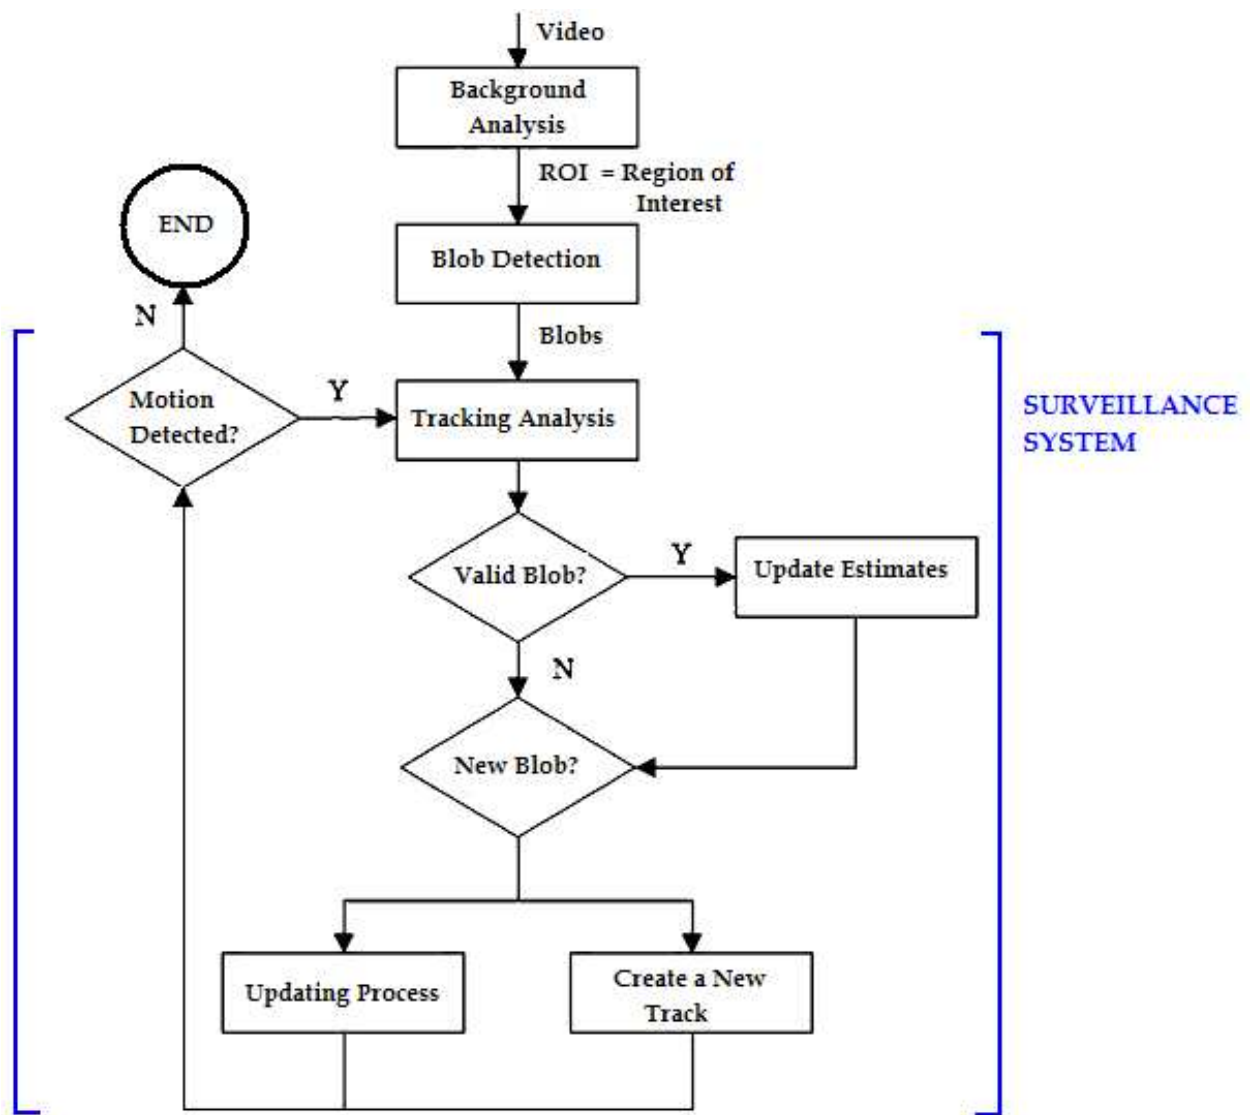 Video
Background
Analysis
ROI = Region of
Interest
END
Blob Detection
N
Blobs
Motion
Detected?
Y
Tracking Analysis
SURVEILLANCE
SYSTEM
Valid Blob?
Y
Update Estimates
N
New Blob?
Updating Process
Create a New
Track